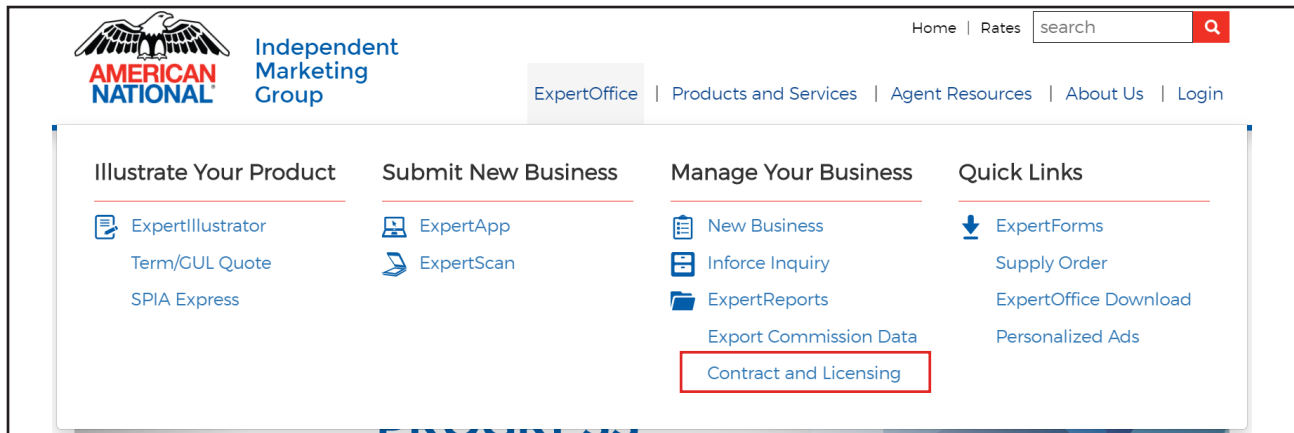 Home | Rates search
AMERICAN
NATIONAL®
Independent
Marketing
Group
ExpertOffice | Products and Services | Agent Resources | About Us | Login
Illustrate Your Product
ExpertIllustrator
Term/GUL Quote
SPIA Express
Submit New Business
ExpertApp
ExpertScan
Manage Your Business
New Business
Inforce Inquiry
ExpertReports
Export Commission Data
Contract and Licensing
Quick Links
ExpertForms
Supply Order
ExpertOffice Download
Personalized Ads